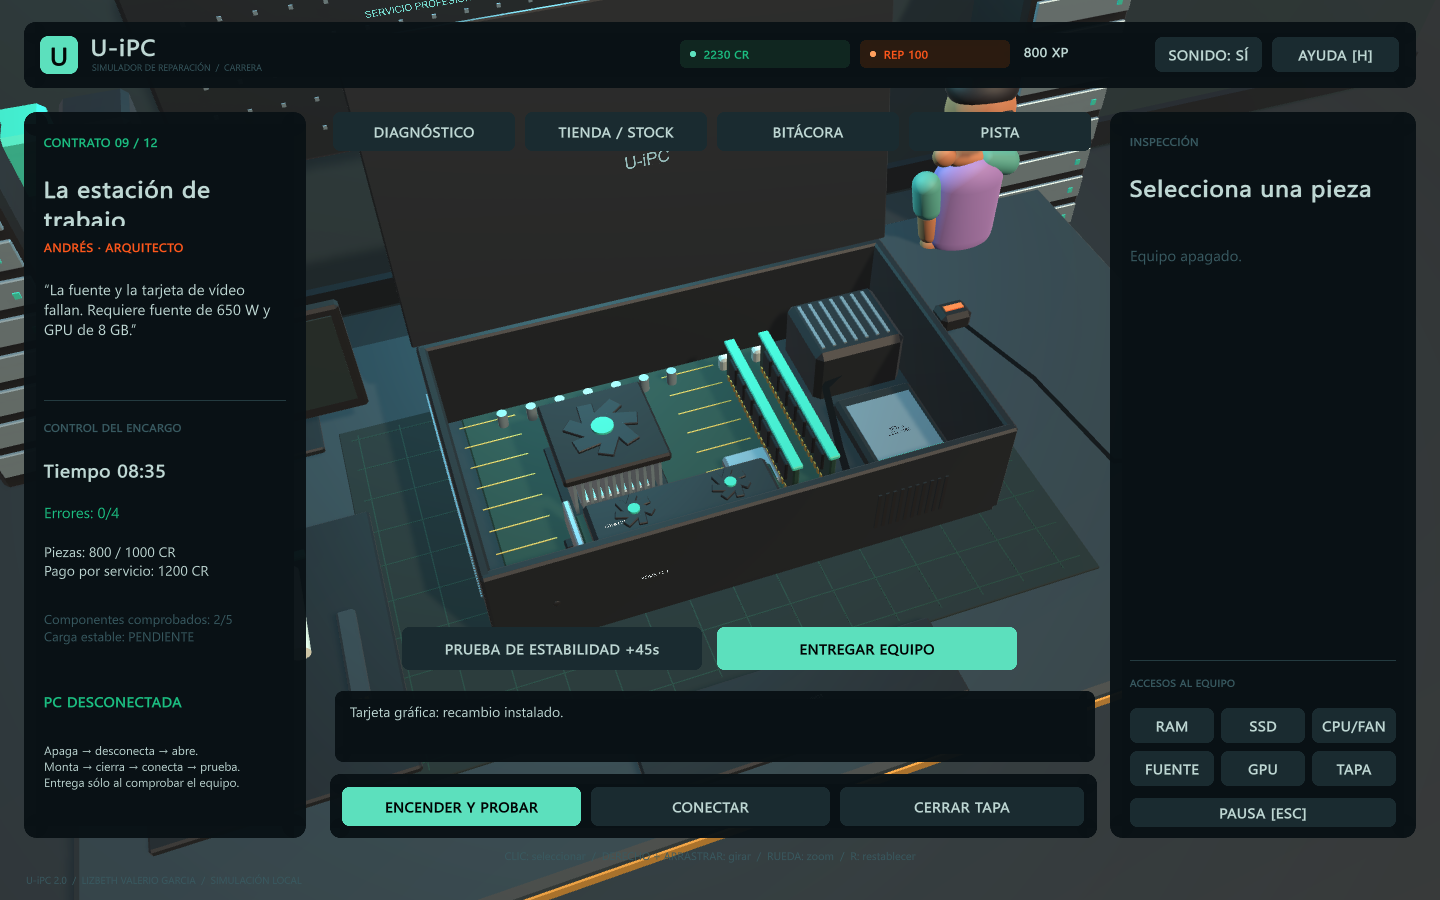 SERVICIO PROFESIO
U
U-iPC
SIMULADOR DE REPARACIÓN / CARRERA
2230 CR
REP 100
800 XP
SONIDO: SÍ
AYUDA [H]
DIAGNÓSTICO
TIENDA / STOCK
BITÁCORA
PISTA
U-iPC
CONTRATO 09 / 12
La estación de
trabajo
ANDRÉS · ARQUITECTO
“La fuente y la tarjeta de vídeo
fallan. Requiere fuente de 650 W y
GPU de 8 GB.”
CONTROL DEL ENCARGO
Tiempo 08:35
Errores: 0/4
Piezas: 800 / 1000 CR
Pago por servicio: 1200 CR
Componentes comprobados: 2/5
Carga estable: PENDIENTE
PC DESCONECTADA
Apaga → desconecta → abre.
Monta → cierra → conecta → prueba.
Entrega sólo al comprobar el equipo.
INSPECCIÓN
Selecciona una pieza
Equipo apagado.
ACCESOS AL EQUIPO
RAM
SSD
CPU/FAN
FUENTE
GPU
TAPA
PAUSA [ESC]
PRUEBA DE ESTABILIDAD +45s
ENTREGAR EQUIPO
Tarjeta gráfica: recambio instalado.
ENCENDER Y PROBAR
CONECTAR
CERRAR TAPA
CLIC: seleccionar / ARRASTRAR: girar / RUEDA: zoom / R: restablecer
U-iPC 2.0 / LIZBETH VALERIO GARCIA / SIMULACIÓN LOCAL